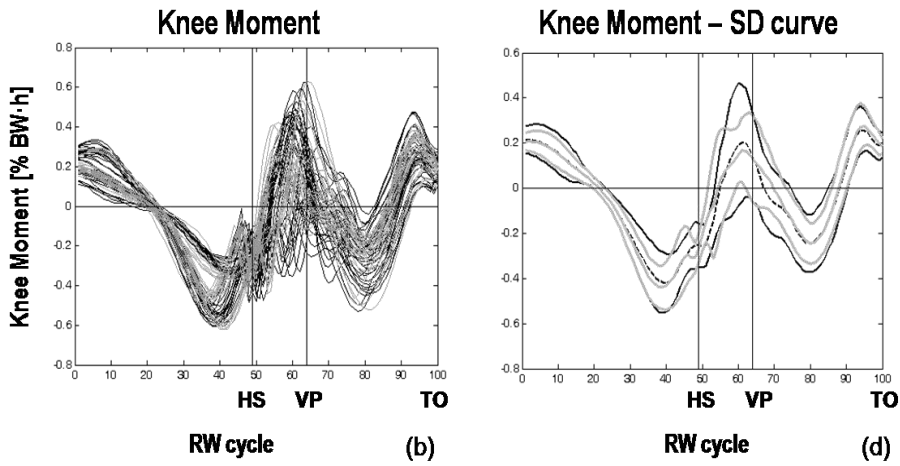 Knee Moment
Knee Moment – SD curve
Knee Moment [% BW·h]
0.8
0.6
0.4
0.2
0
-0.2
-0.4
-0.6
-0.8
0 10 20 30 40 50 60 70 80 90 100
HS VP TO
RW cycle (b)
0.6
0.4
0.2
0
-0.2
-0.4
-0.6
-0.8
0 10 20 30 40 50 60 70 80 90 100
HS VP TO
RW cycle (d)